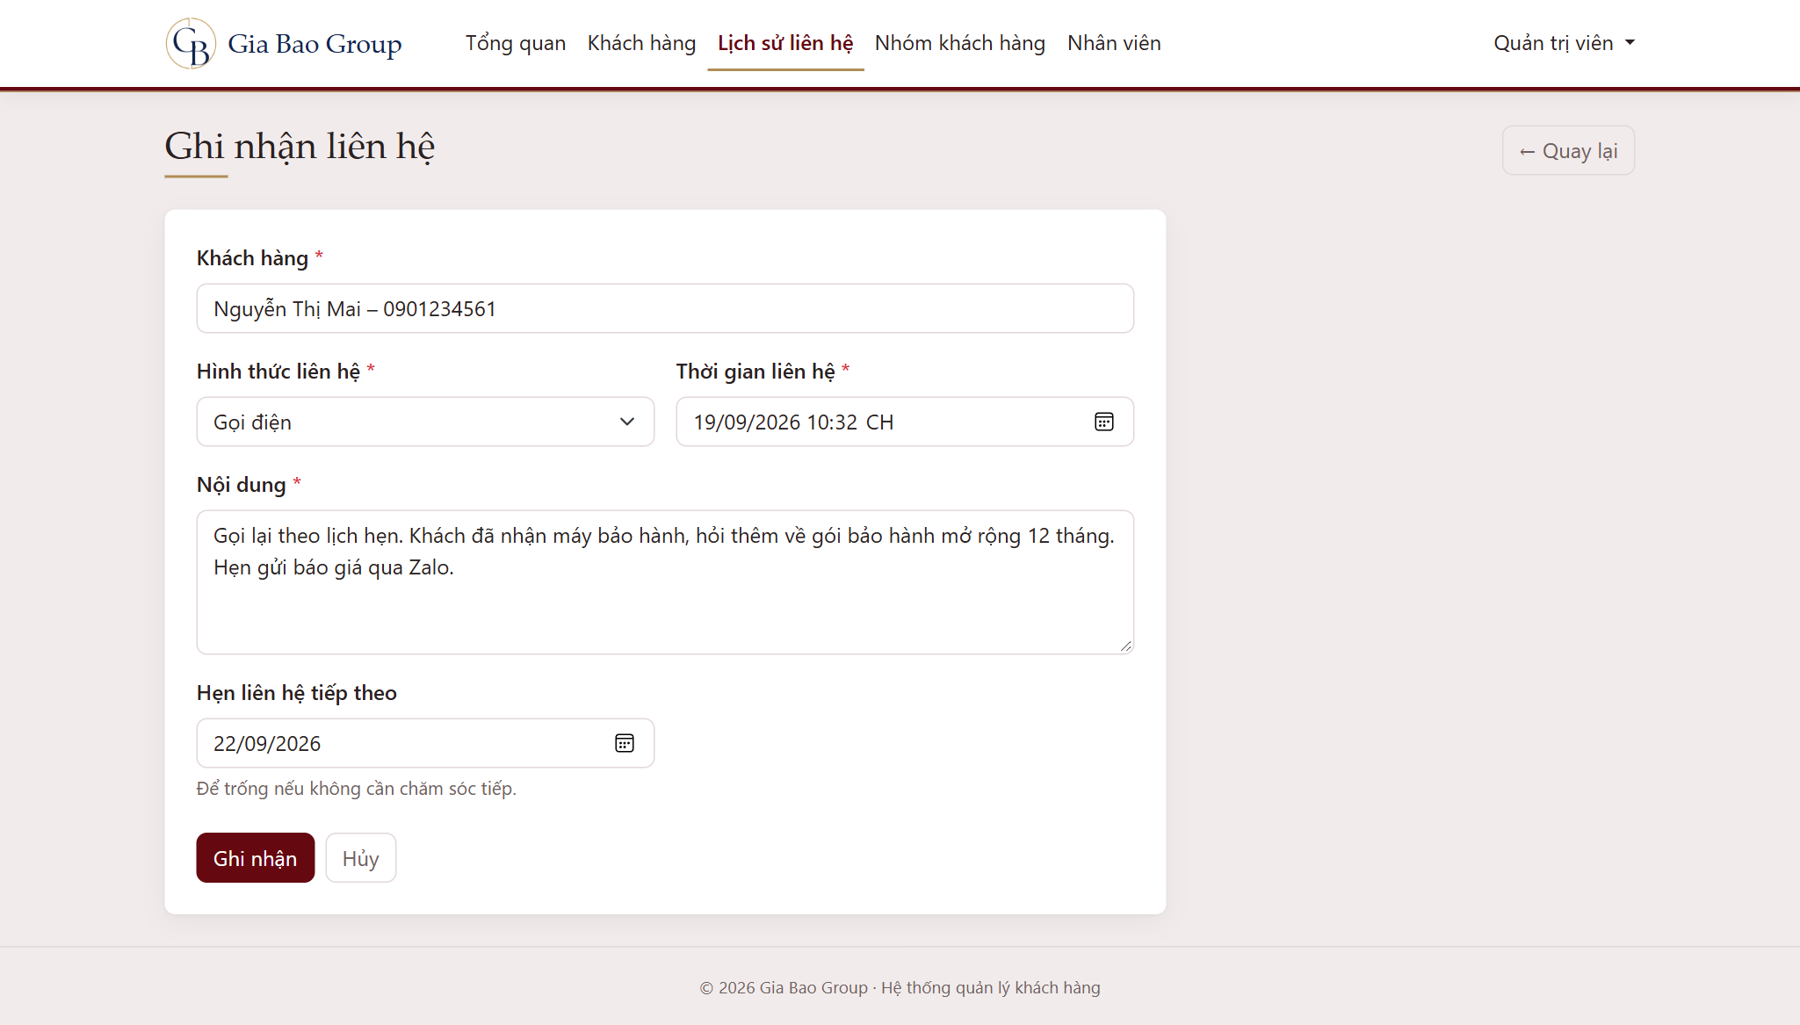 GB Gia Bao Group
Tổng quan
Khách hàng
Lịch sử liên hệ
Nhóm khách hàng
Nhân viên
Quản trị viên
Ghi nhận liên hệ
← Quay lại
Khách hàng *
Nguyễn Thị Mai – 0901234561
Hình thức liên hệ *
Gọi điện
Thời gian liên hệ *
19/09/2026 10:32 CH
Nội dung *
Gọi lại theo lịch hẹn. Khách đã nhận máy bảo hành, hỏi thêm về gói bảo hành mở rộng 12 tháng.
Hẹn gửi báo giá qua Zalo.
Hẹn liên hệ tiếp theo
22/09/2026
Để trống nếu không cần chăm sóc tiếp.
Ghi nhận
Hủy
© 2026 Gia Bao Group · Hệ thống quản lý khách hàng